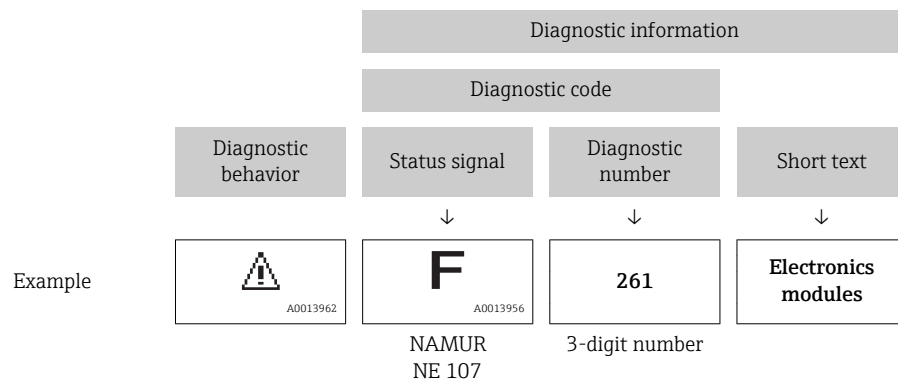 Diagnostic information
Diagnostic code
Diagnostic
behavior
Status signal
Diagnostic
number
Short text
↓ ↓ ↓
Example
A0013962
F
A0013956
261
Electronics
modules
NAMUR
NE 107
3-digit number